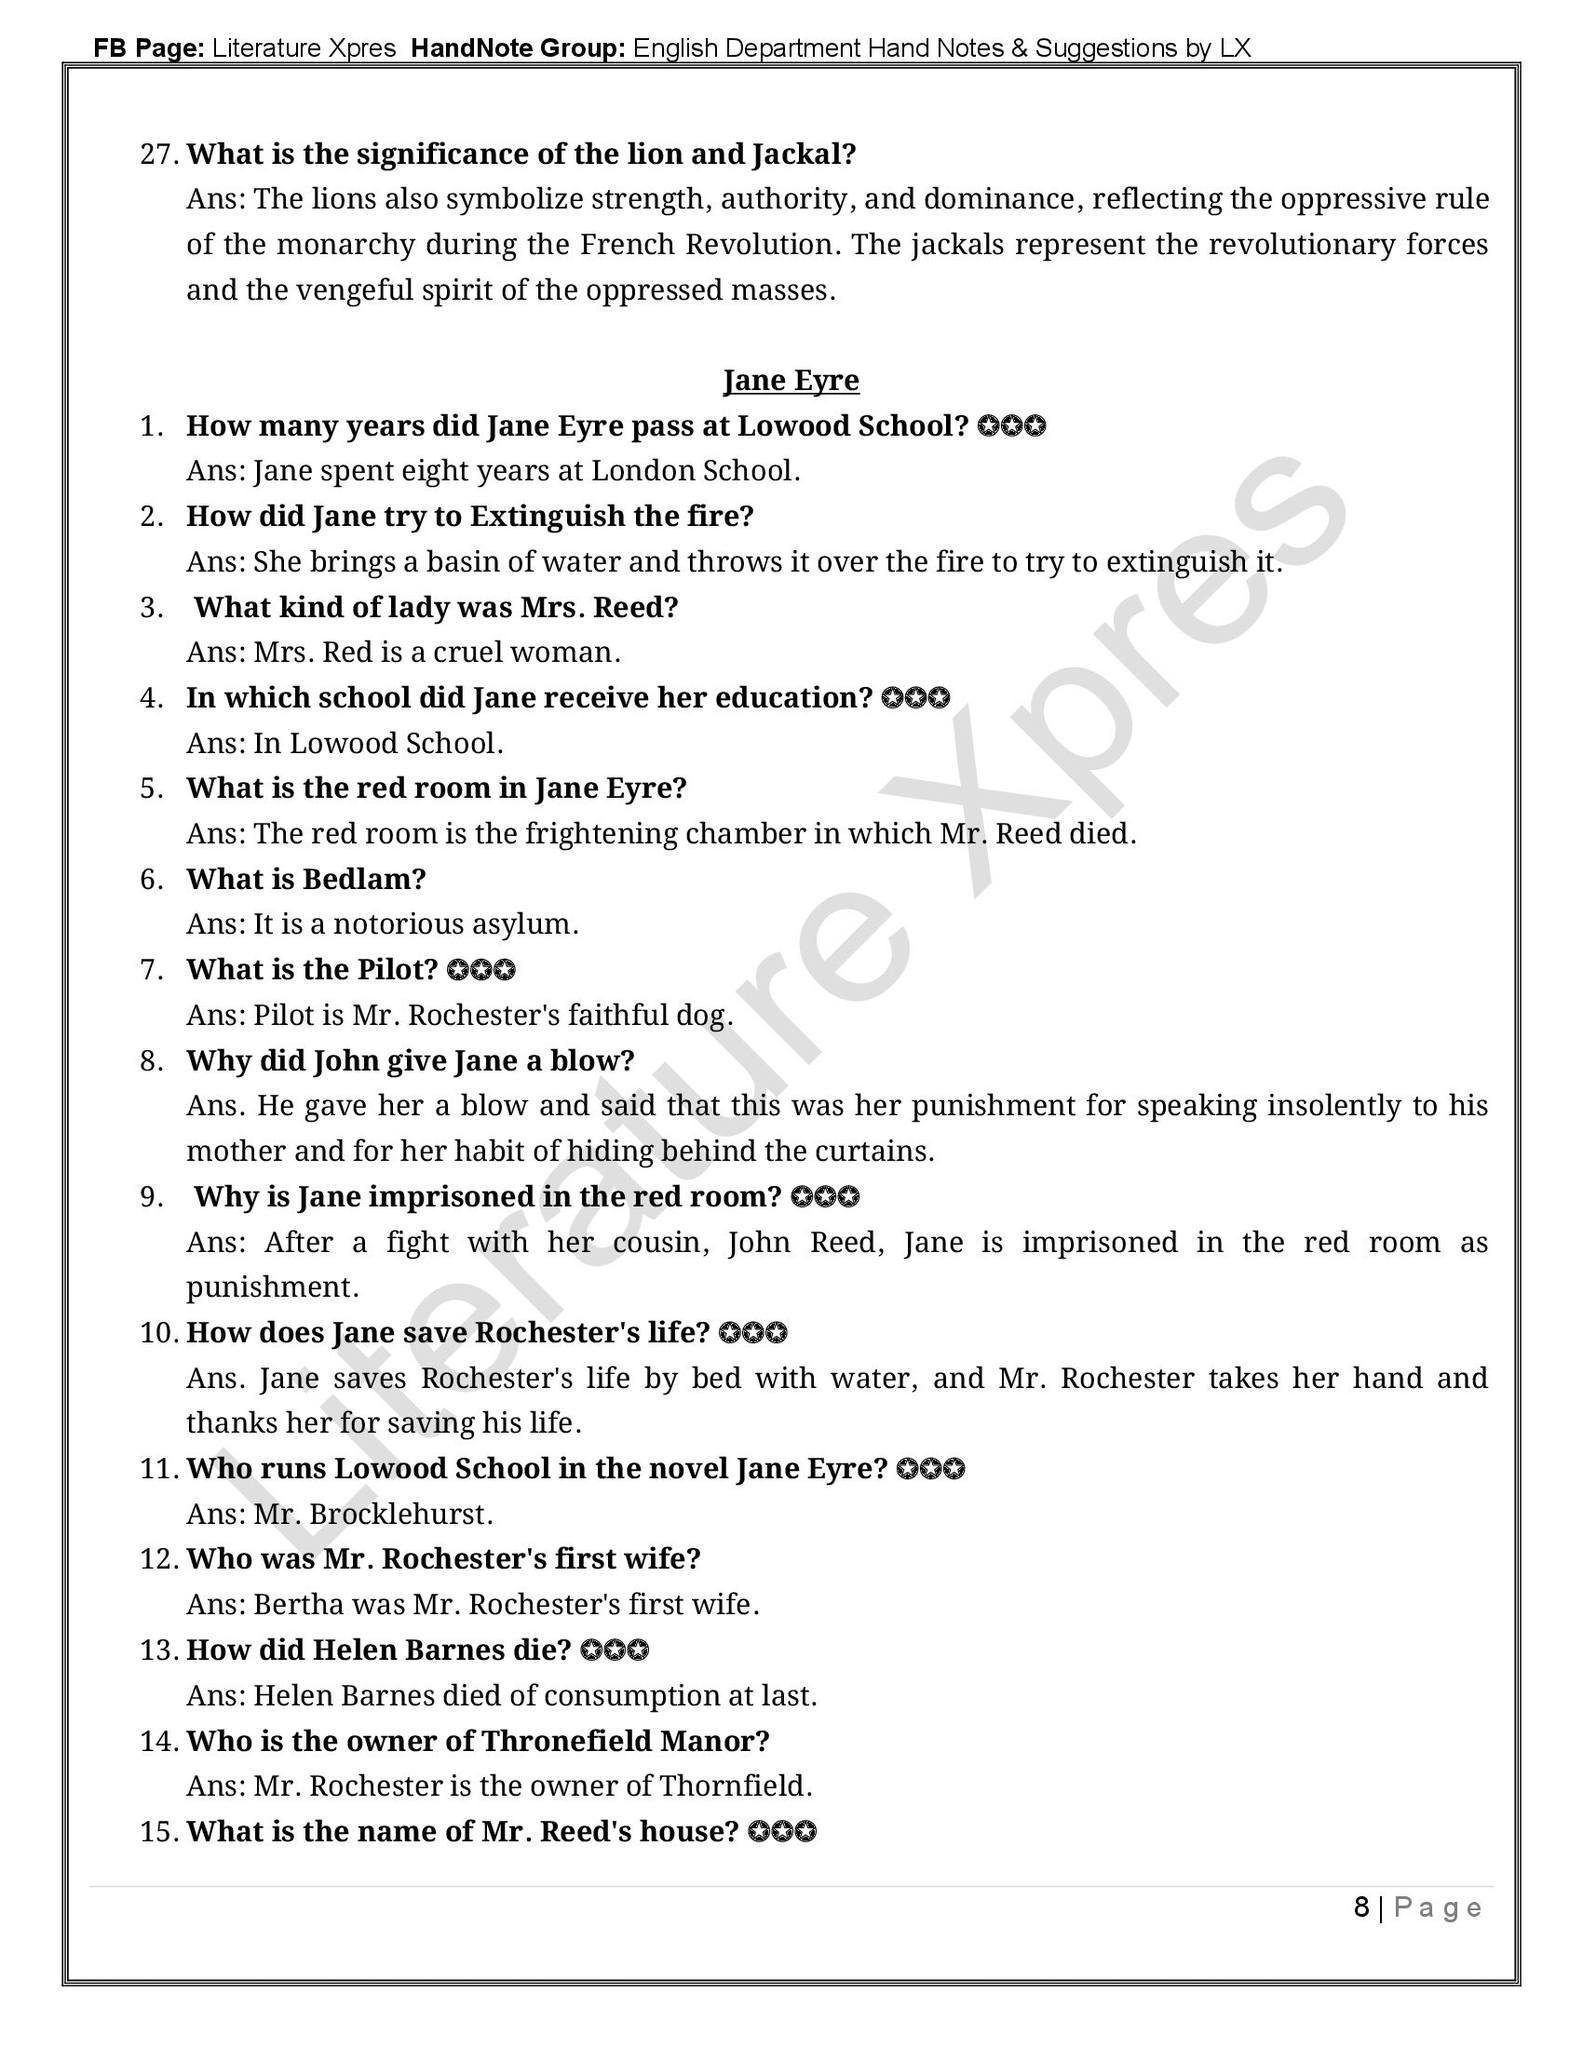 FB Page: Literature Xpres HandNote Group: English Department Hand Notes & Suggestions by LX
27. What is the significance of the lion and Jackal?
Ans: The lions also symbolize strength, authority, and dominance, reflecting the oppressive rule
of the monarchy during the French Revolution. The jackals represent the revolutionary forces
and the vengeful spirit of the oppressed masses.
Jane Eyre
1. How many years did Jane Eyre pass at Lowood School? ✪✪✪
Ans: Jane spent eight years at London School.
2. How did Jane try to Extinguish the fire?
Ans: She brings a basin of water and throws it over the fire to try to extinguish it.
3. What kind of lady was Mrs. Reed?
Ans: Mrs. Red is a cruel woman.
4. In which school did Jane receive her education? ✪✪✪
Ans: In Lowood School.
5. What is the red room in Jane Eyre?
Ans: The red room is the frightening chamber in which Mr. Reed died.
6. What is Bedlam?
Ans: It is a notorious asylum.
7. What is the Pilot? ✪✪✪
Ans: Pilot is Mr. Rochester's faithful dog.
8. Why did John give Jane a blow?
Ans. He gave her a blow and said that this was her punishment for speaking insolently to his
mother and for her habit of hiding behind the curtains.
9. Why is Jane imprisoned in the red room? ✪✪✪
Ans: After a fight with her cousin, John Reed, Jane is imprisoned in the red room as
punishment.
10. How does Jane save Rochester's life? ✪✪✪
Ans. Jane saves Rochester's life by bed with water, and Mr. Rochester takes her hand and
thanks her for saving his life.
11. Who runs Lowood School in the novel Jane Eyre? ✪✪✪
Ans: Mr. Brocklehurst.
12. Who was Mr. Rochester's first wife?
Ans: Bertha was Mr. Rochester's first wife.
13. How did Helen Barnes die? ✪✪✪
Ans: Helen Barnes died of consumption at last.
14. Who is the owner of Thronefield Manor?
Ans: Mr. Rochester is the owner of Thornfield.
15. What is the name of Mr. Reed's house? ✪✪✪
8 | Page
Literature Xpres